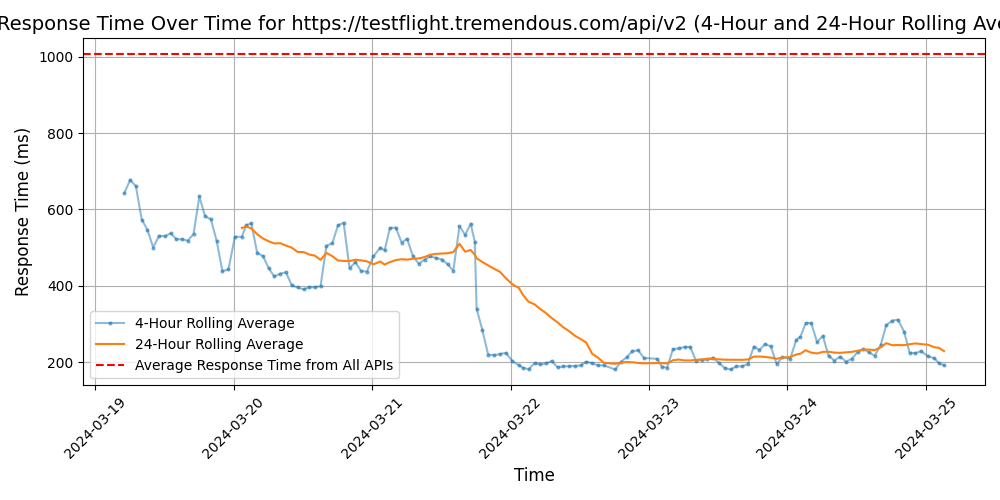 Response Time Over Time for https://testflight.tremendous.com/api/v2 (4-Hour and 24-Hour Rolling Ave
Response Time (ms)
1000
800
600
400
200
4-Hour Rolling Average
24-Hour Rolling Average
Average Response Time from All APIs
2024-03-19
2024-03-20
2024-03-21
2024-03-22
2024-03-23
2024-03-24
2024-03-25
Time